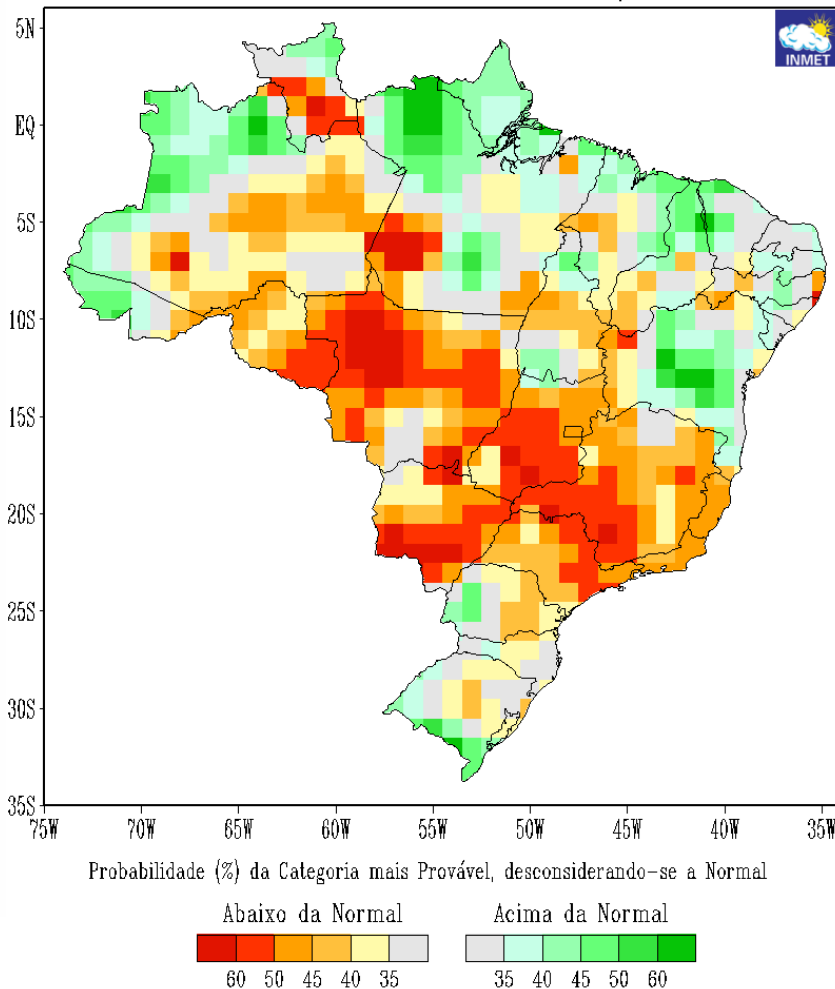 INMET
5N
EQ
5S
10S
15S
20S
25S
30S
35S
75W 70W 65W 60W 55W 50W 45W 40W 35W
Probabilidade (%) da Categoria mais Provável, desconsiderando-se a Normal
Abaixo da Normal Acima da Normal
60 50 45 40 35 35 40 45 50 60